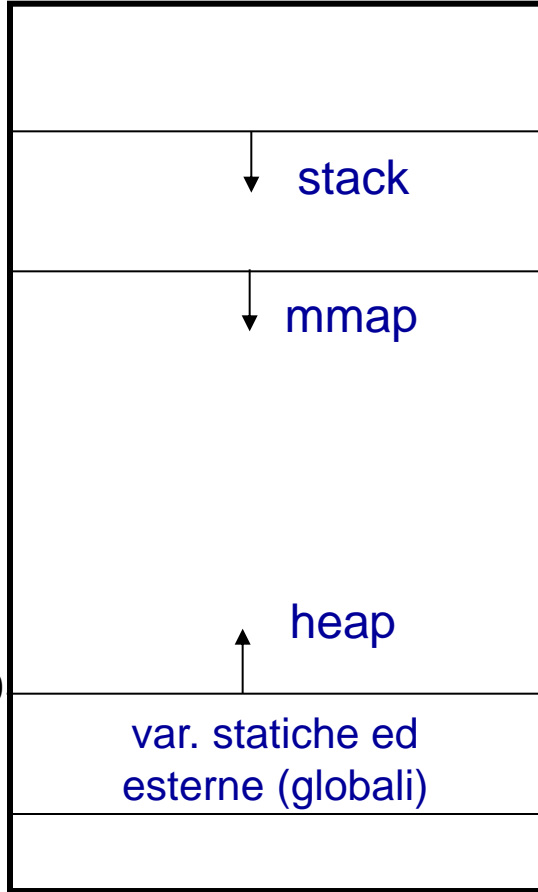 stack
mmap
heap
)
var. statiche ed
esterne (globali)